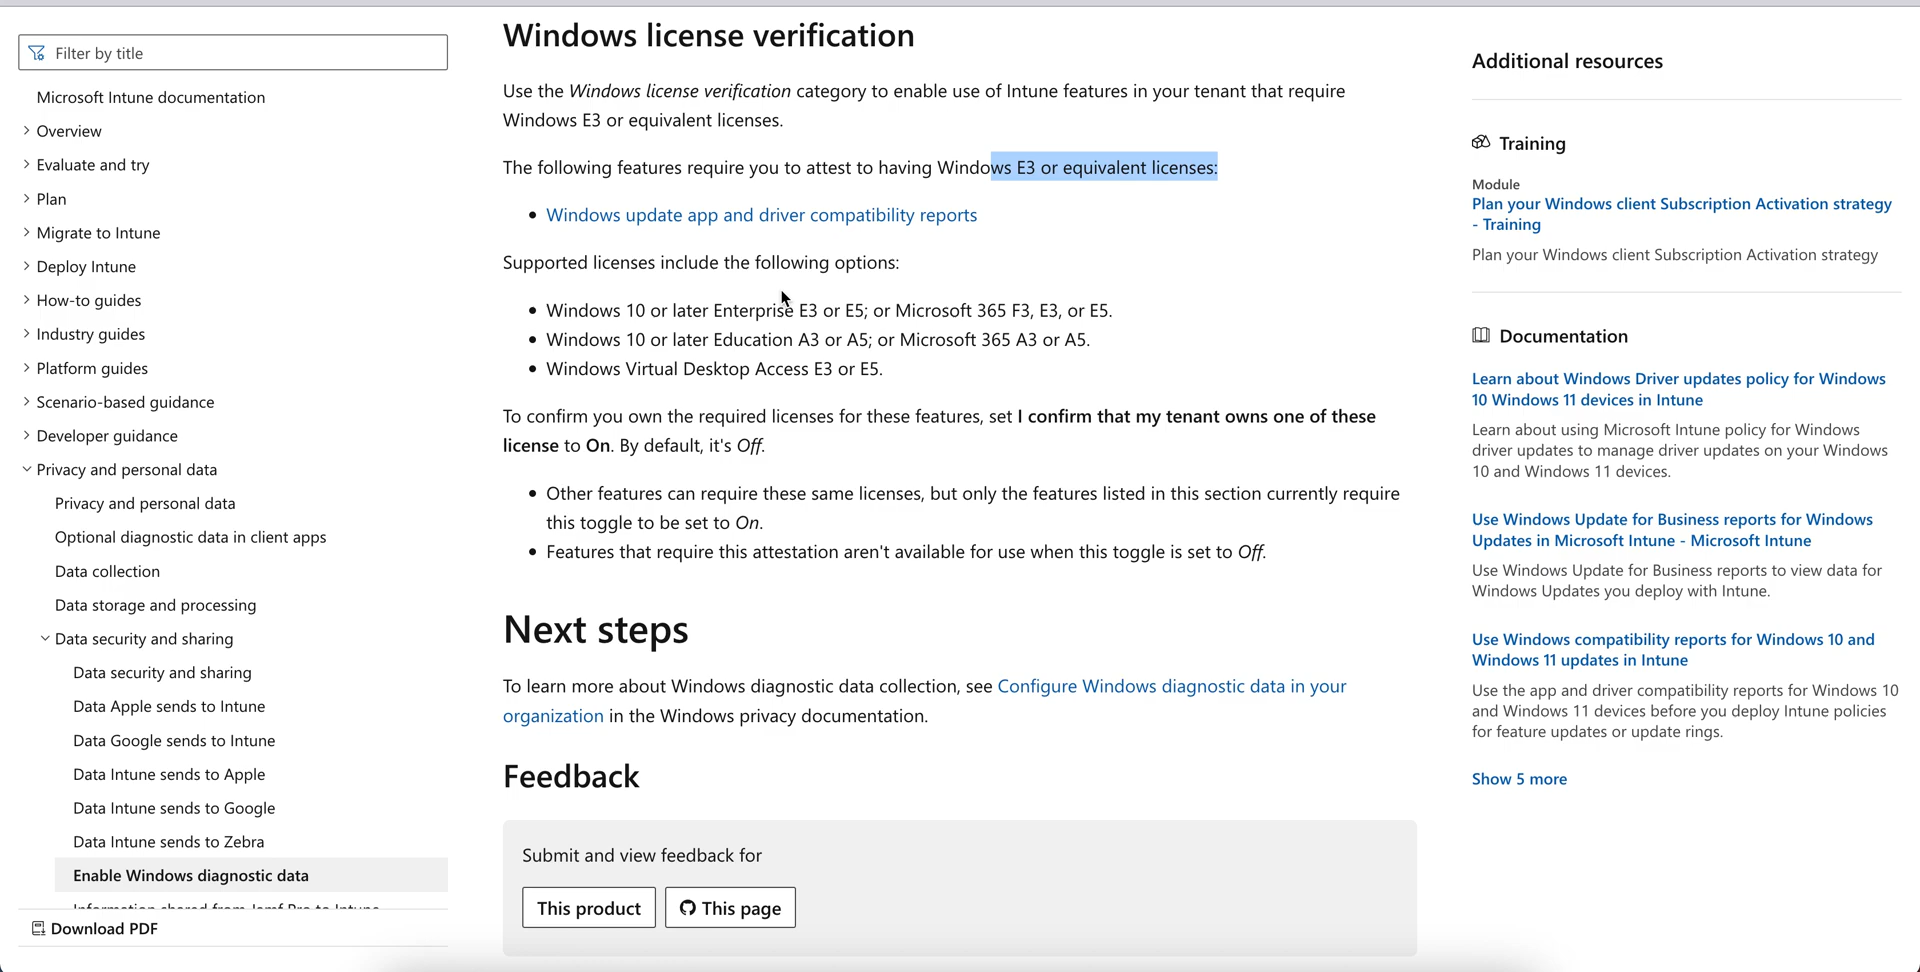 Filter by title
Microsoft Intune documentation
Overview
Evaluate and try
Plan
Migrate to Intune
Deploy Intune
How-to guides
Industry guides
Platform guides
Scenario-based guidance
Developer guidance
Privacy and personal data
Privacy and personal data
Optional diagnostic data in client apps
Data collection
Data storage and processing
Data security and sharing
Data security and sharing
Data Apple sends to Intune
Data Google sends to Intune
Data Intune sends to Apple
Data Intune sends to Google
Data Intune sends to Zebra
Enable Windows diagnostic data
Information shared from Jamf Pro to Intune
Download PDF
Windows license verification
Use the Windows license verification category to enable use of Intune features in your tenant that require
Windows E3 or equivalent licenses.
The following features require you to attest to having Windows E3 or equivalent licenses:
• Windows update app and driver compatibility reports
Supported licenses include the following options:
• Windows 10 or later Enterprise E3 or E5; or Microsoft 365 F3, E3, or E5.
• Windows 10 or later Education A3 or A5; or Microsoft 365 A3 or A5.
• Windows Virtual Desktop Access E3 or E5.
To confirm you own the required licenses for these features, set I confirm that my tenant owns one of these
license to On. By default, it's Off.
• Other features can require these same licenses, but only the features listed in this section currently require
this toggle to be set to On.
• Features that require this attestation aren't available for use when this toggle is set to Off.
Next steps
To learn more about Windows diagnostic data collection, see Configure Windows diagnostic data in your
organization in the Windows privacy documentation.
Feedback
Submit and view feedback for
This product
This page
Additional resources
Training
Module
Plan your Windows client Subscription Activation strategy
- Training
Plan your Windows client Subscription Activation strategy
Documentation
Learn about Windows Driver updates policy for Windows
10 Windows 11 devices in Intune
Learn about using Microsoft Intune policy for Windows
driver updates to manage driver updates on your Windows
10 and Windows 11 devices.
Use Windows Update for Business reports for Windows
Updates in Microsoft Intune - Microsoft Intune
Use Windows Update for Business reports to view data for
Windows Updates you deploy with Intune.
Use Windows compatibility reports for Windows 10 and
Windows 11 updates in Intune
Use the app and driver compatibility reports for Windows 10
and Windows 11 devices before you deploy Intune policies
for feature updates or update rings.
Show 5 more